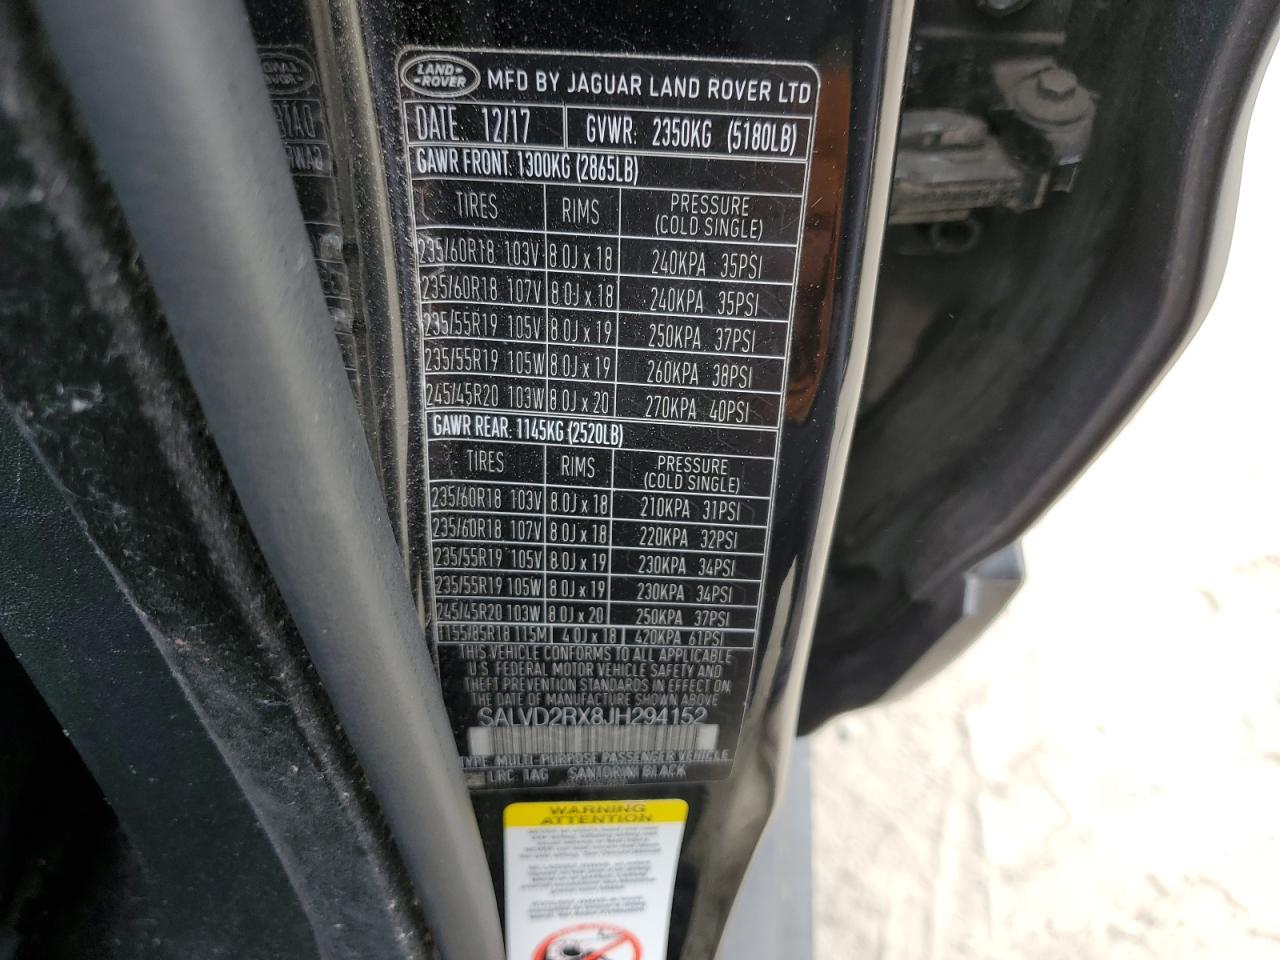 LAND ROVER MFD BY JAGUAR LAND ROVER LTD
DATE: 12/17 GVWR: 2350KG (5180LB)
GAWR FRONT: 1300KG (2865LB)
TIRES RIMS PRESSURE (COLD SINGLE)
235/60R18 103V 8.0J x 18 240KPA 35PSI
235/60R18 107V 8.0J x 18 240KPA 35PSI
235/55R19 105V 8.0J x 19 250KPA 37PSI
235/55R19 105W 8.0J x 19 260KPA 38PSI
245/45R20 103W 8.0J x 20 270KPA 40PSI
GAWR REAR: 1145KG (2520LB)
TIRES RIMS PRESSURE (COLD SINGLE)
235/60R18 103V 8.0J x 18 210KPA 31PSI
235/60R18 107V 8.0J x 18 220KPA 32PSI
235/55R19 105V 8.0J x 19 230KPA 34PSI
235/55R19 105W 8.0J x 19 230KPA 34PSI
245/45R20 103W 8.0J x 20 250KPA 37PSI
T155/85R18 115M 4.0J x 18 420KPA 61PSI
THIS VEHICLE CONFORMS TO ALL APPLICABLE
U.S. FEDERAL MOTOR VEHICLE SAFETY AND
THEFT PREVENTION STANDARDS IN EFFECT ON
THE DATE OF MANUFACTURE SHOWN ABOVE
SALVD2RX8JH294152
TYPE: MULTI-PURPOSE PASSENGER VEHICLE
LRC: 1AG SANTORINI BLACK
WARNING
ATTENTION